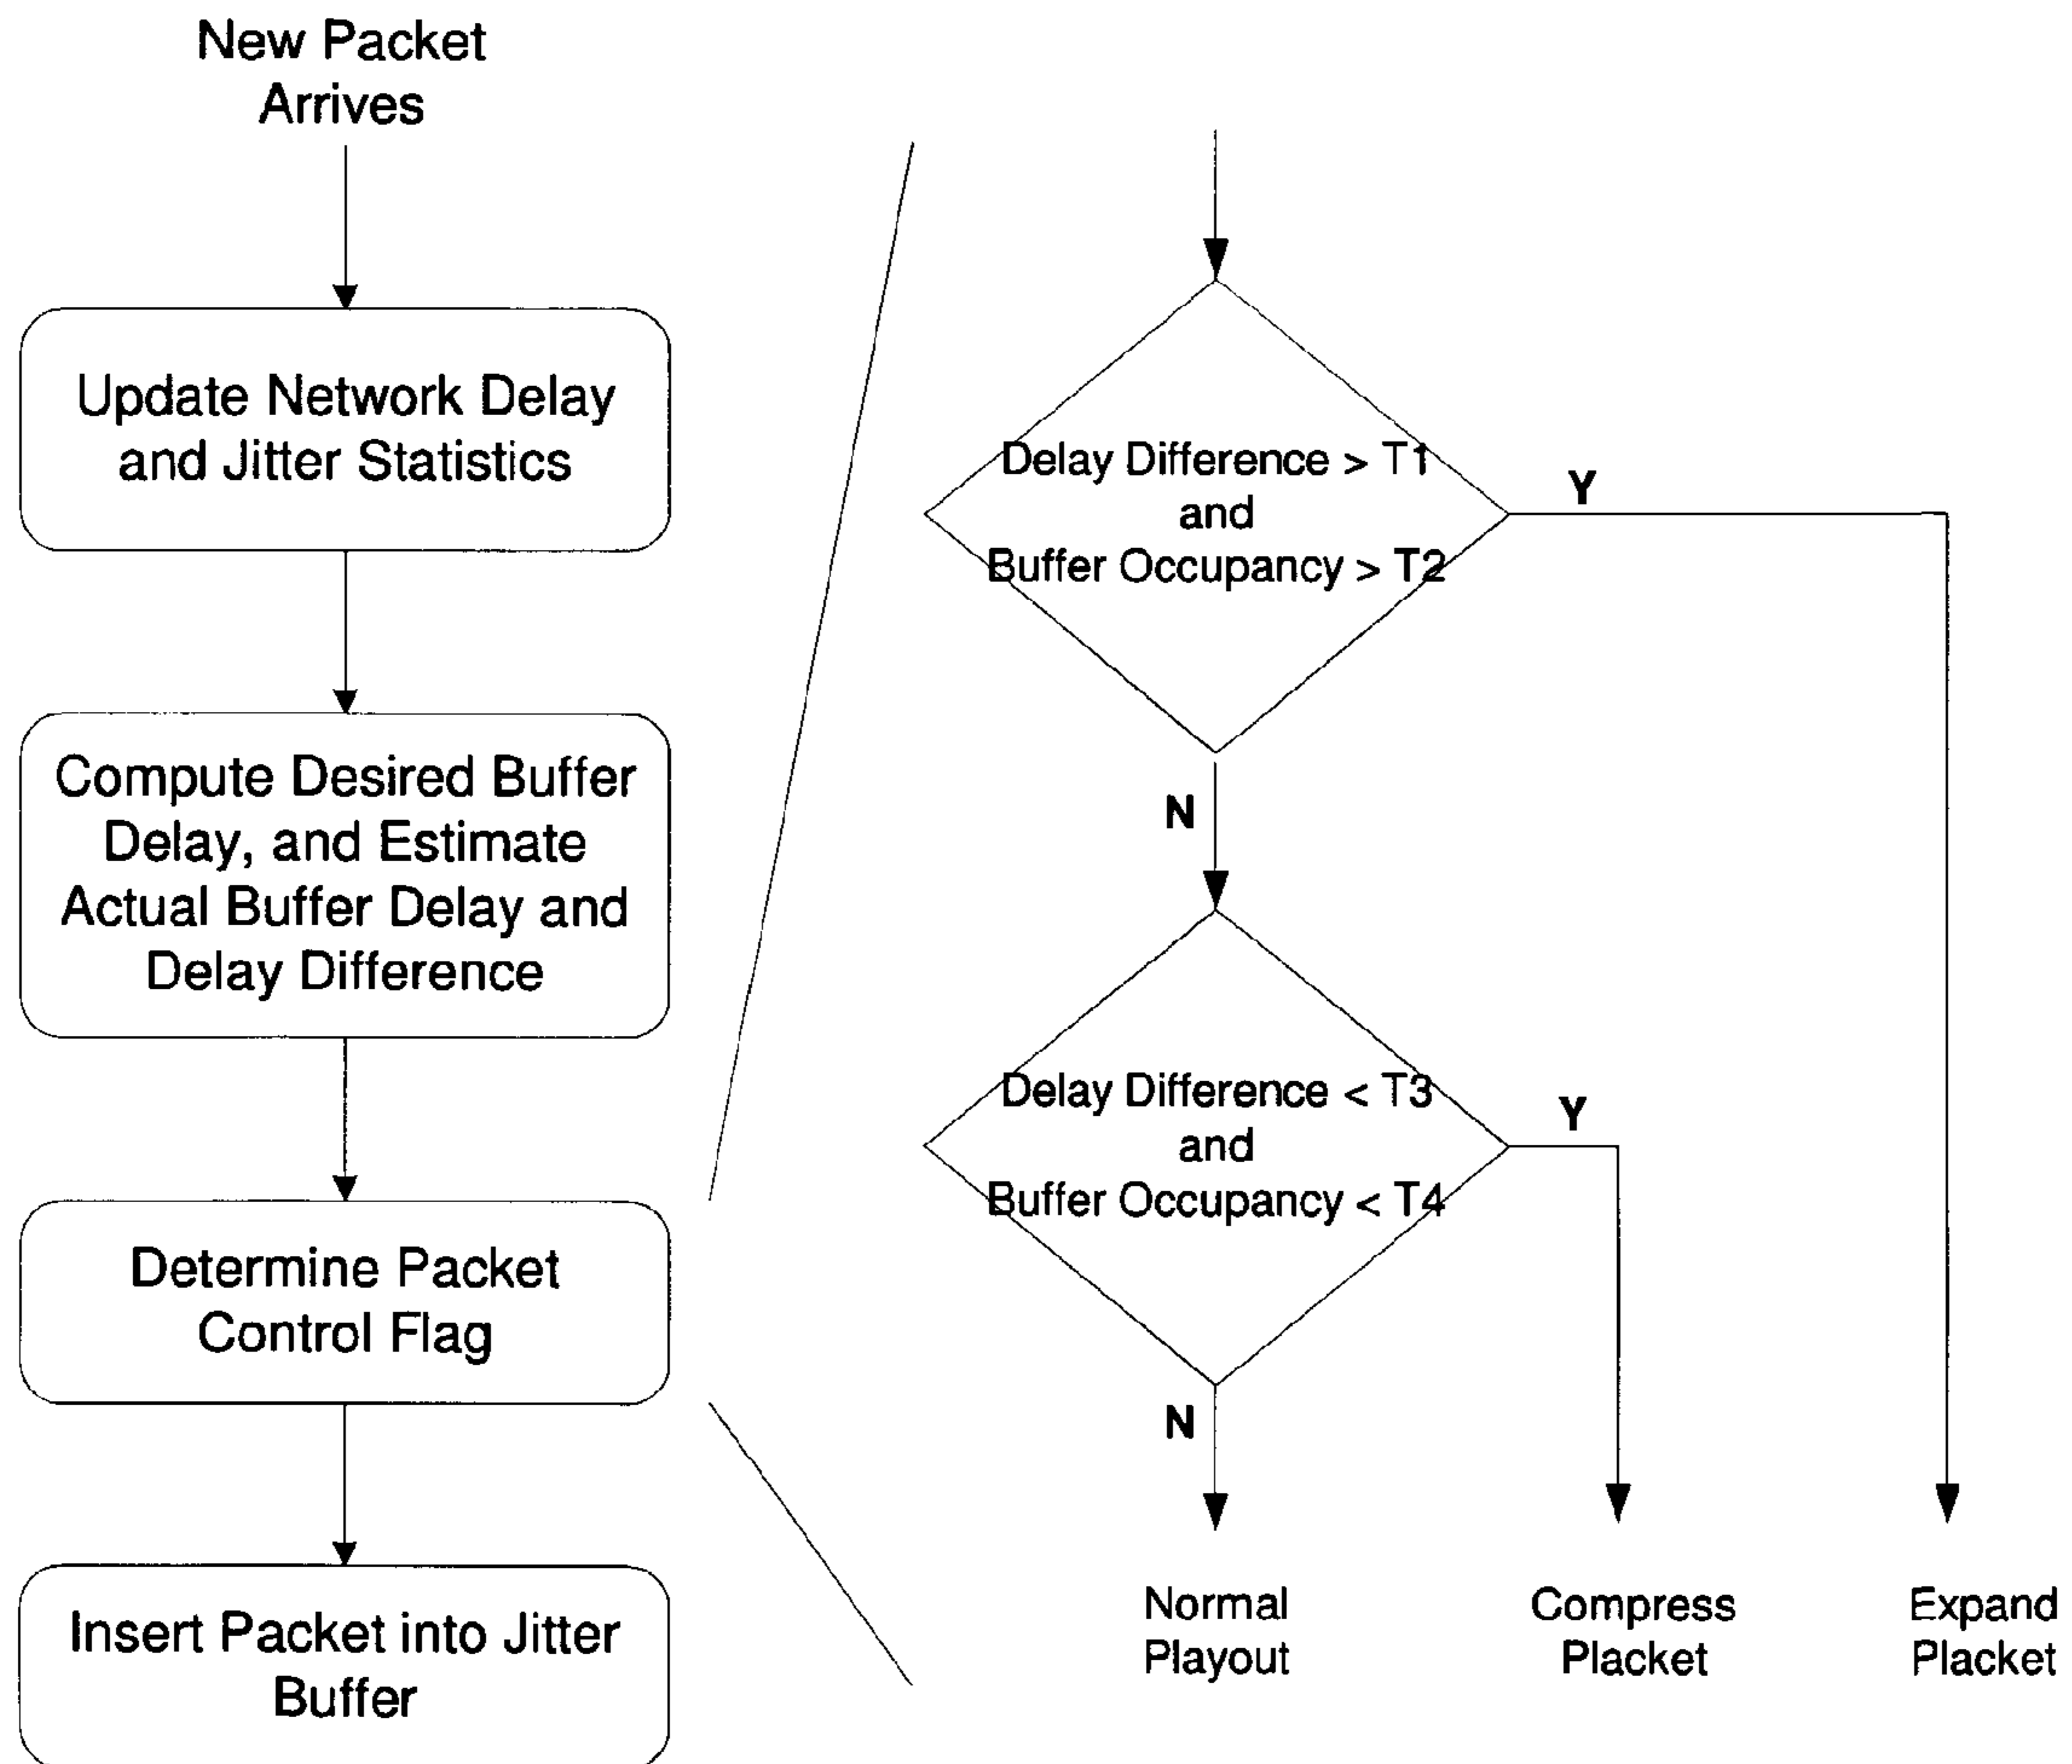 New Packet
Arrives
Update Network Delay
and Jitter Statistics
Compute Desired Buffer
Delay, and Estimate
Actual Buffer Delay and
Delay Difference
Determine Packet
Control Flag
Insert Packet into Jitter
Buffer
Delay Difference > T1
and
Buffer Occupancy > T2
Y
N
Delay Difference < T3
and
Buffer Occupancy < T4
Y
N
Normal
Playout
Compress
Placket
Expand
Placket